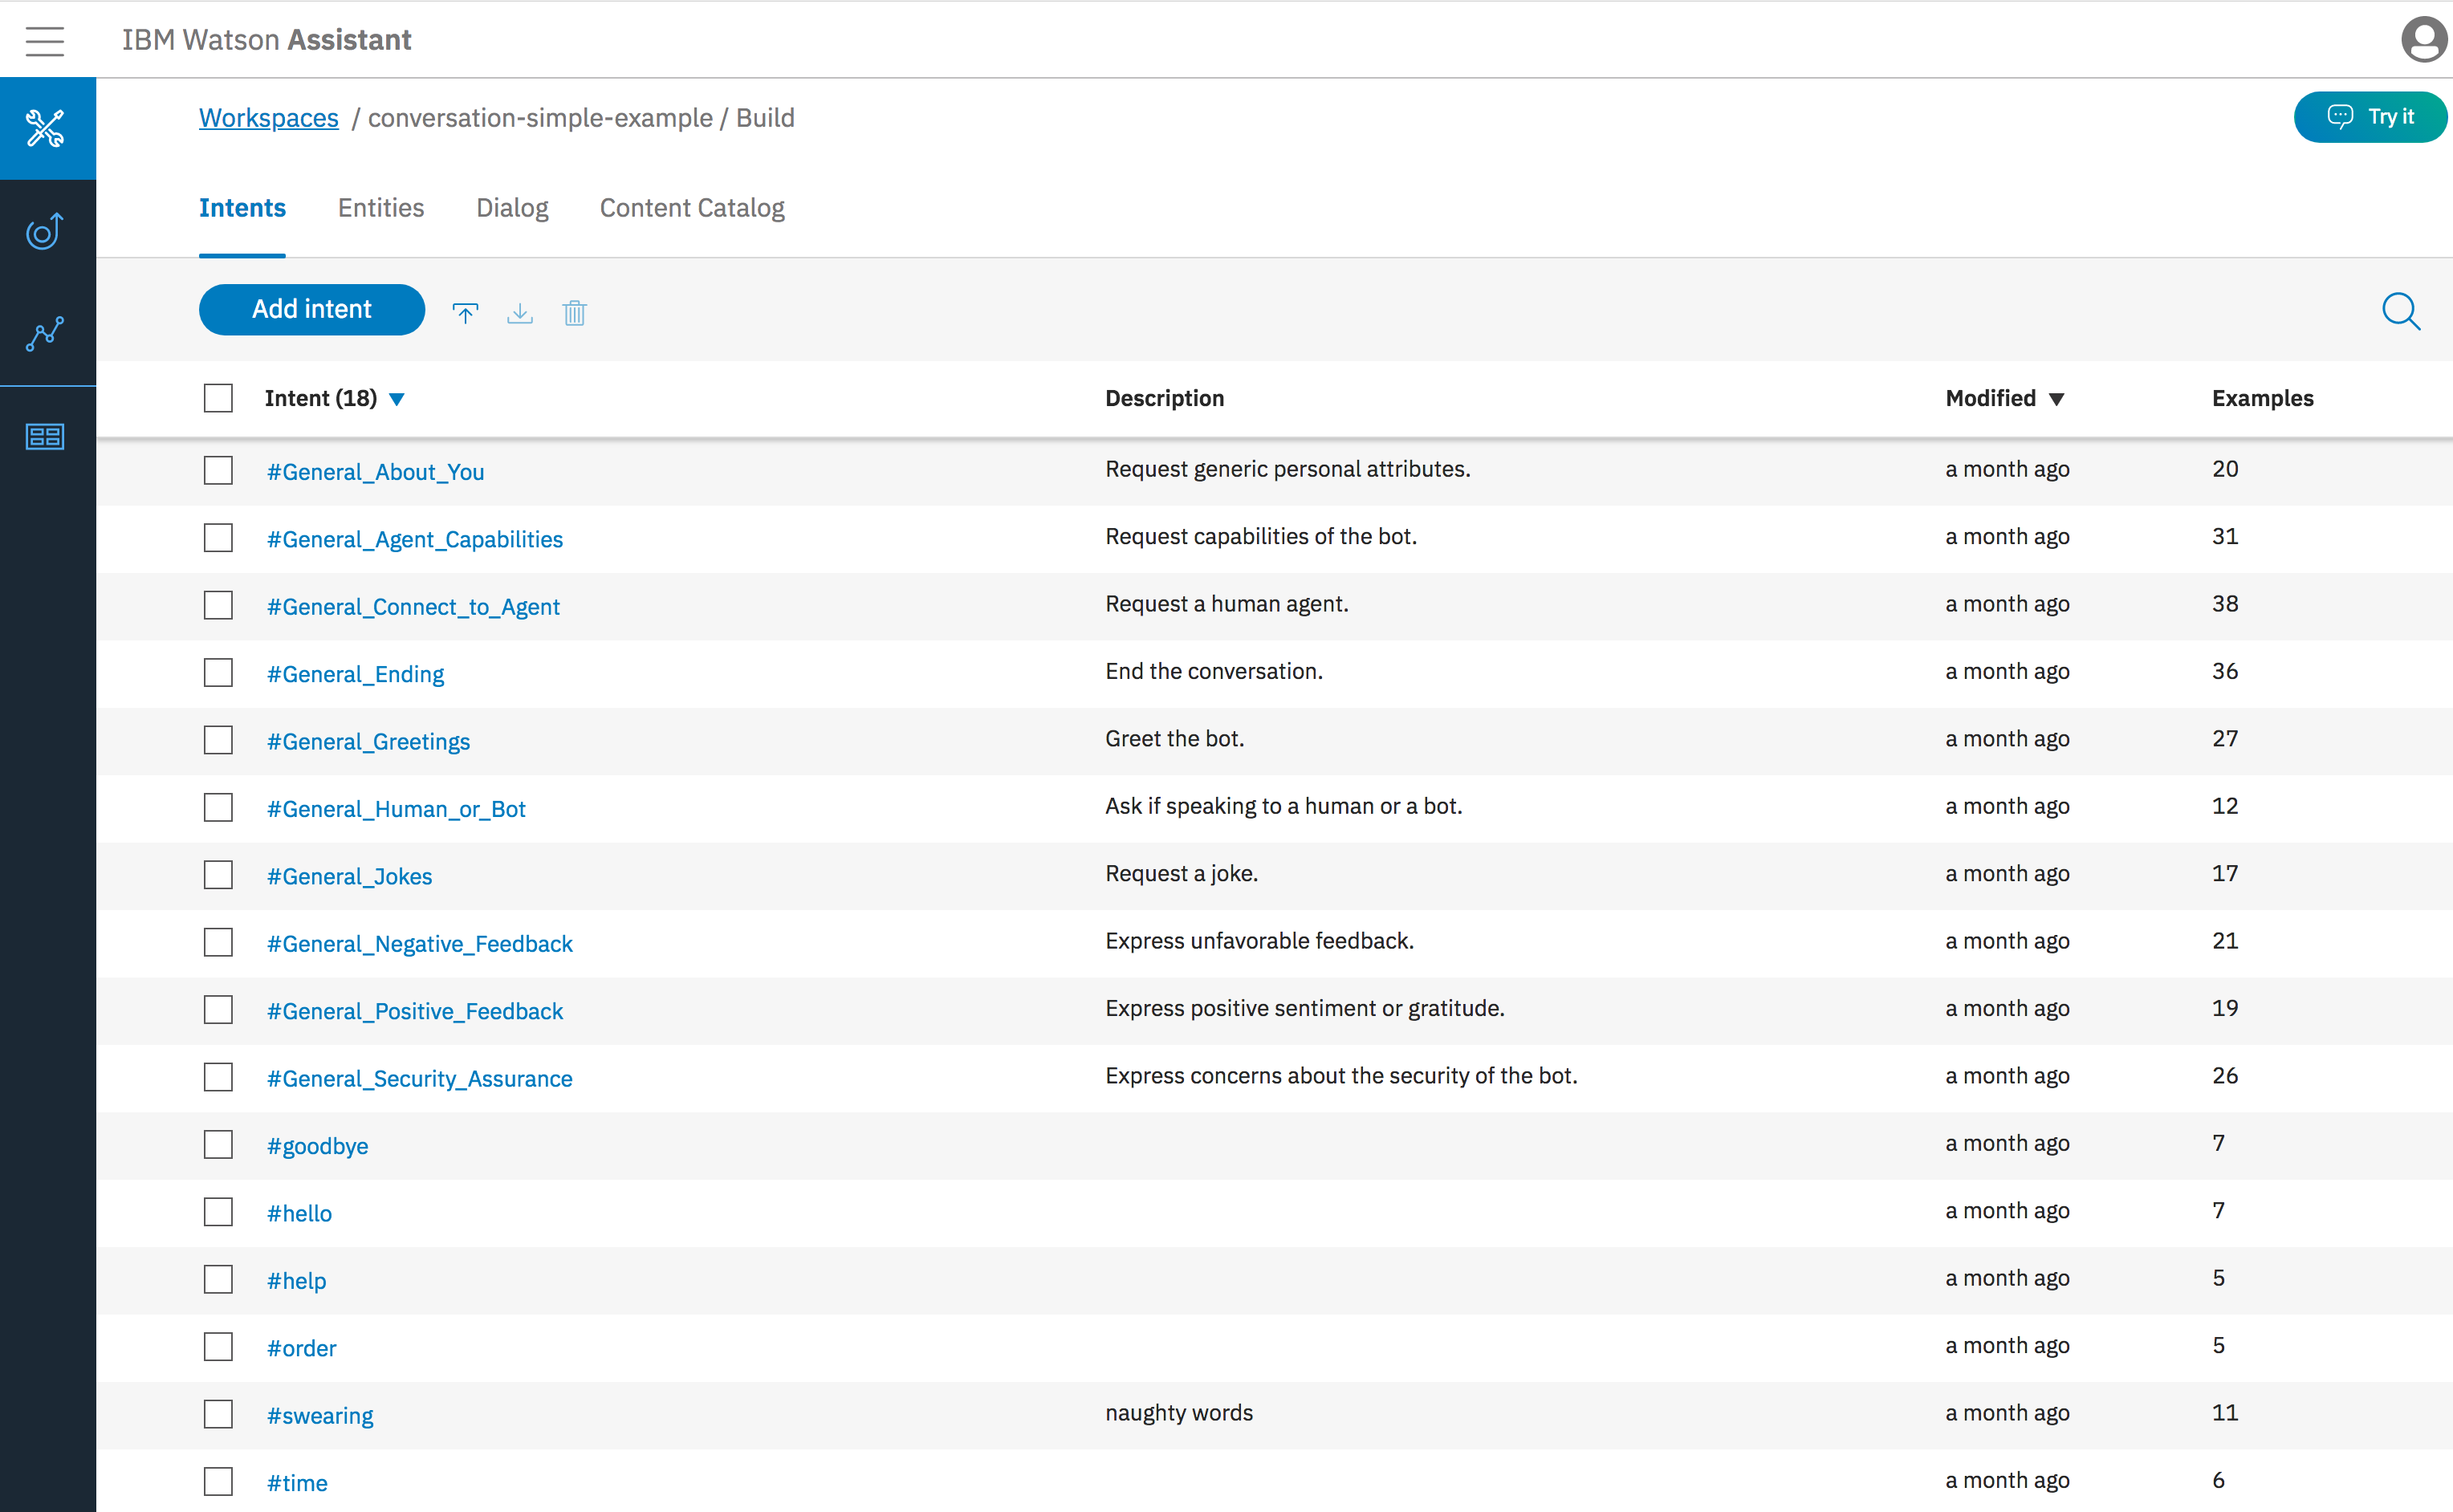 IBM Watson Assistant
Workspaces / conversation-simple-example / Build
Try it
Intents Entities Dialog Content Catalog
Add intent
Intent (18) Description Modified Examples
#General_About_You Request generic personal attributes. a month ago 20
#General_Agent_Capabilities Request capabilities of the bot. a month ago 31
#General_Connect_to_Agent Request a human agent. a month ago 38
#General_Ending End the conversation. a month ago 36
#General_Greetings Greet the bot. a month ago 27
#General_Human_or_Bot Ask if speaking to a human or a bot. a month ago 12
#General_Jokes Request a joke. a month ago 17
#General_Negative_Feedback Express unfavorable feedback. a month ago 21
#General_Positive_Feedback Express positive sentiment or gratitude. a month ago 19
#General_Security_Assurance Express concerns about the security of the bot. a month ago 26
#goodbye a month ago 7
#hello a month ago 7
#help a month ago 5
#order a month ago 5
#swearing naughty words a month ago 11
#time a month ago 6